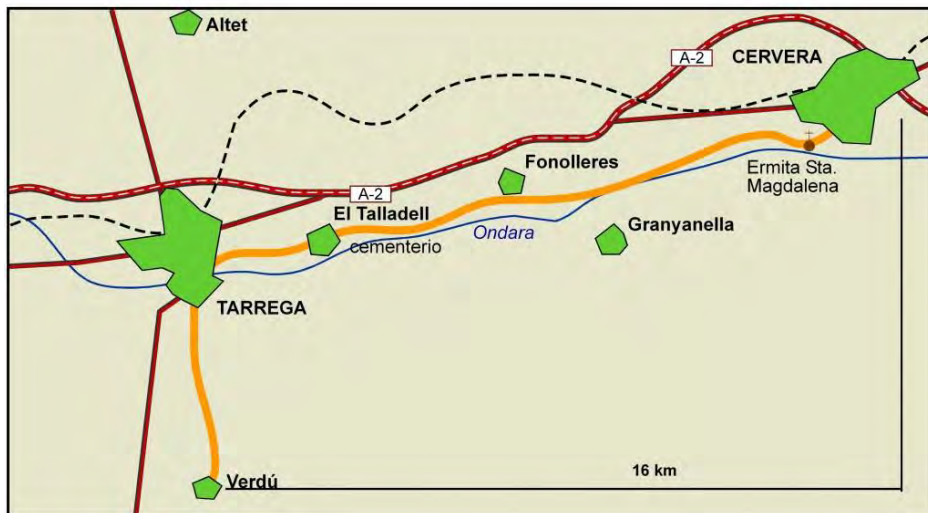 Altet
A-2
CERVERA
Fonolleres
Ermita Sta.
Magdalena
A-2
El Talladell
cementerio
Ondara
Granyanella
TARREGA
16 km
Verdú